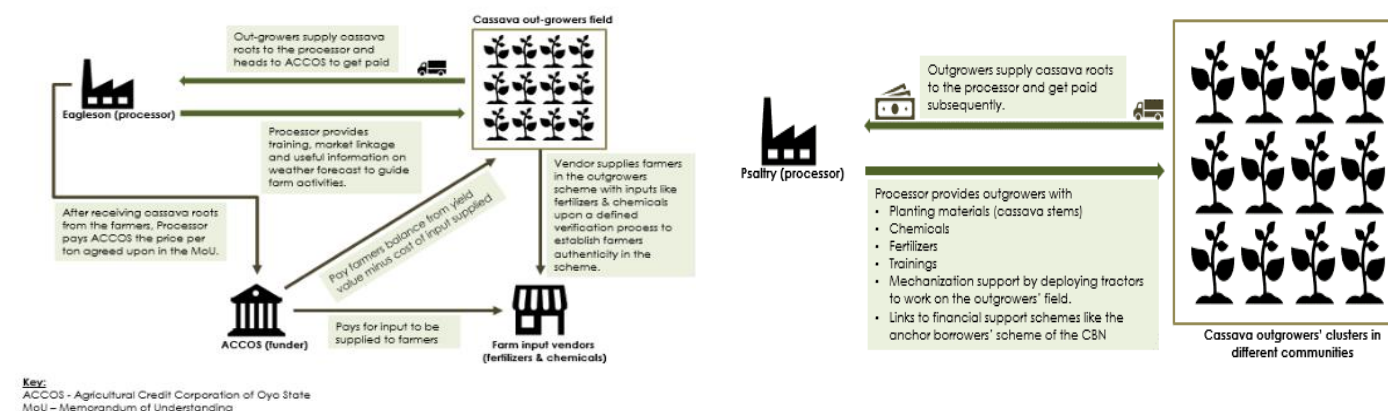 Cassava out-growers field
Out-growers supply cassava
roots to the processor and
heads to ACCOS to get paid
Eagleson (processor)
Processor provides
training, market linkage
and useful information on
weather forecast to guide
farm activities.
Vendor supplies farmers
in the outgrowers
scheme with inputs like
fertilizers & chemicals
upon a defined
verification process to
establish farmers
authenticity in the
scheme.
After receiving cassava roots
from the farmers, Processor
pays ACCOS the price per
ton agreed upon in the MoU.
Pay farmers balance from yield
value minus cost of input supplied
ACCOS (funder)
Pays for input to be
supplied to farmers
Farm input vendors
(fertilizers & chemicals)
Key:
ACCOS - Agricultural Credit Corporation of Oyo State
MoU – Memorandum of Understanding
Outgrowers supply cassava roots
to the processor and get paid
subsequently.
Psaltry (processor)
Processor provides outgrowers with
• Planting materials (cassava stems)
• Chemicals
• Fertilizers
• Trainings
• Mechanization support by deploying tractors
to work on the outgrowers' field.
• Links to financial support schemes like the
anchor borrowers' scheme of the CBN
Cassava outgrowers' clusters in
different communities